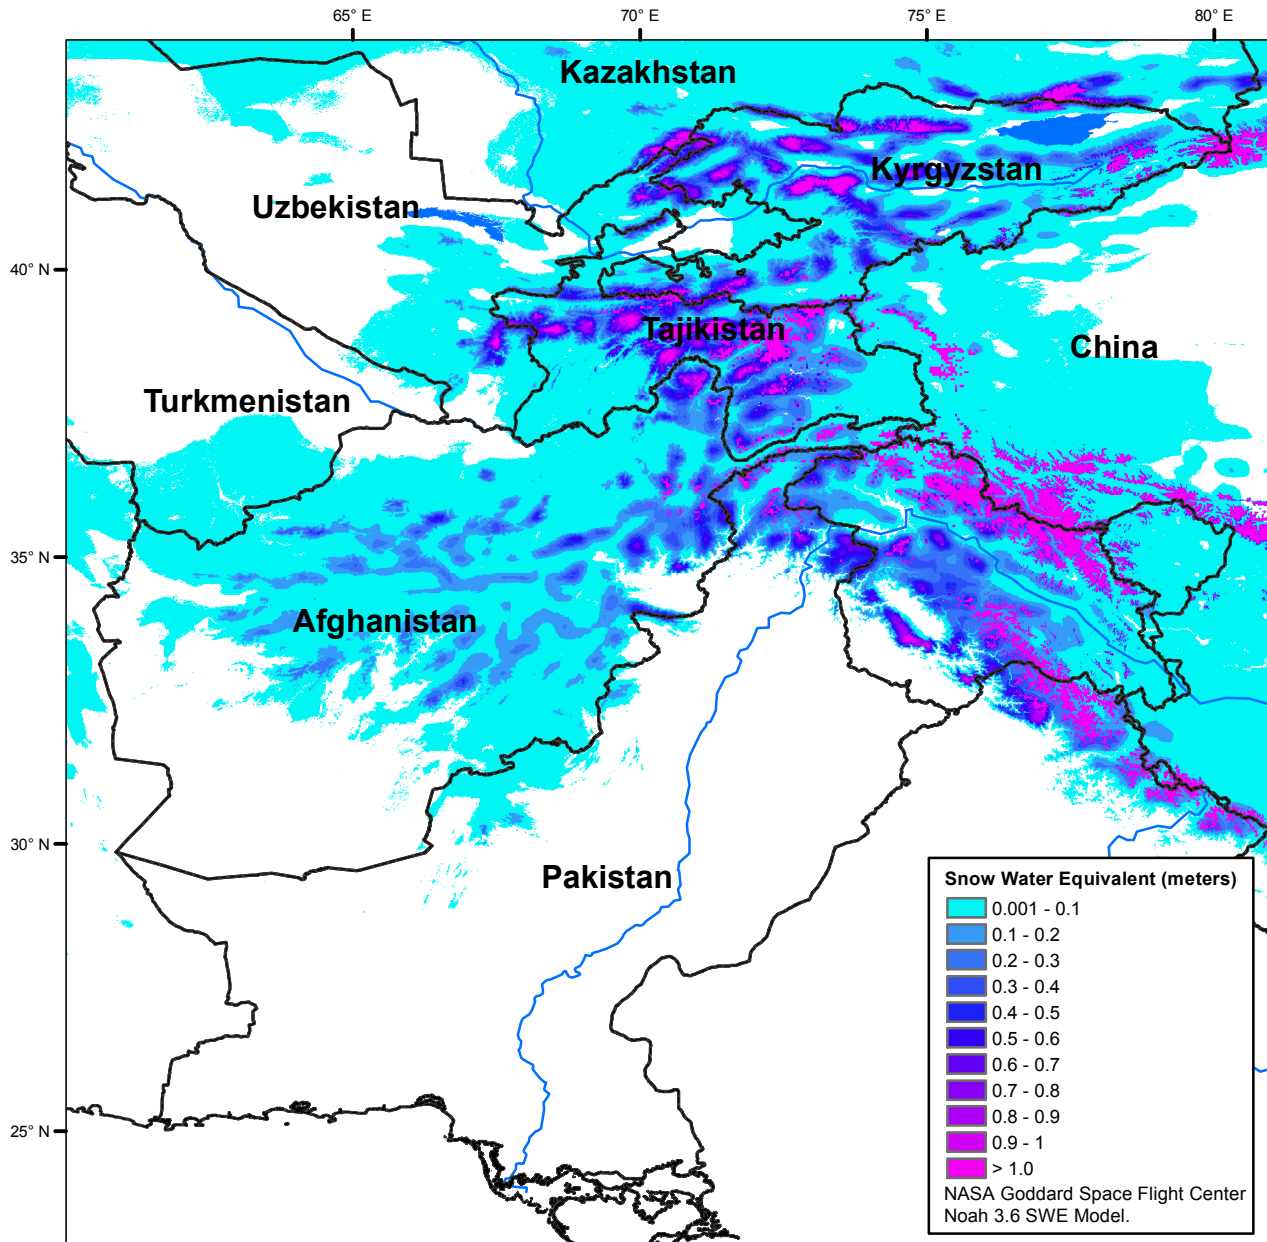 65° E
70° E
75° E
80° E
Kazakhstan
Kyrgyzstan
Uzbekistan
40° N
Tajikistan
China
Turkmenistan
35° N
Afghanistan
30° N
Pakistan
25° N
Snow Water Equivalent (meters)
0.001 - 0.1
0.1 - 0.2
0.2 - 0.3
0.3 - 0.4
0.4 - 0.5
0.5 - 0.6
0.6 - 0.7
0.7 - 0.8
0.8 - 0.9
0.9 - 1
> 1.0
NASA Goddard Space Flight Center
Noah 3.6 SWE Model.